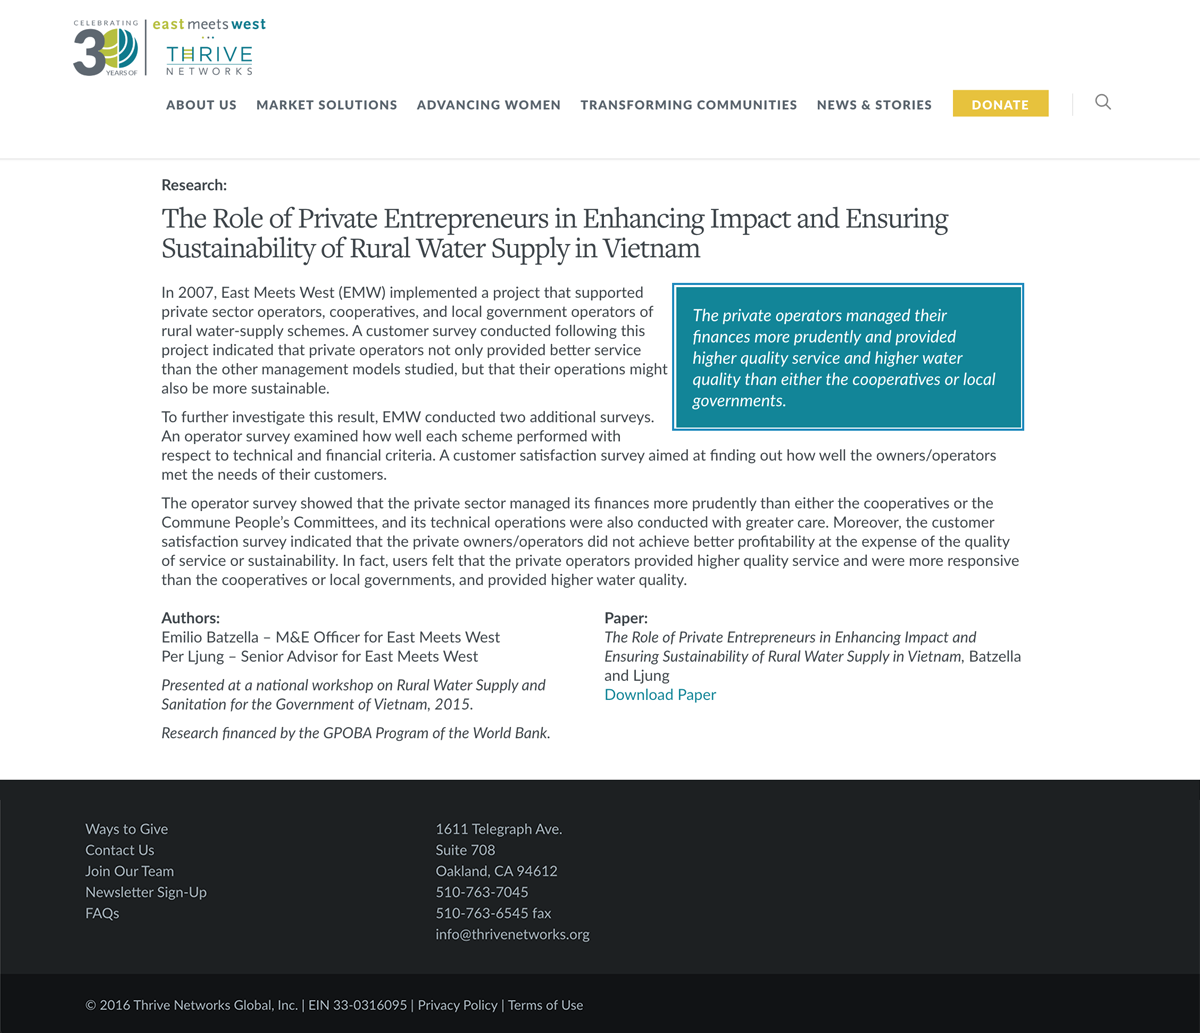 CELEBRATING
30
YEARS OF
east meets west
THRIVE
NETWORKS
ABOUT US MARKET SOLUTIONS ADVANCING WOMEN TRANSFORMING COMMUNITIES NEWS & STORIES DONATE
Research:
The Role of Private Entrepreneurs in Enhancing Impact and Ensuring
Sustainability of Rural Water Supply in Vietnam
In 2007, East Meets West (EMW) implemented a project that supported
private sector operators, cooperatives, and local government operators of
rural water-supply schemes. A customer survey conducted following this
project indicated that private operators not only provided better service
than the other management models studied, but that their operations might
also be more sustainable.
The private operators managed their
finances more prudently and provided
higher quality service and higher water
quality than either the cooperatives or local
governments.
To further investigate this result, EMW conducted two additional surveys.
An operator survey examined how well each scheme performed with
respect to technical and financial criteria. A customer satisfaction survey aimed at finding out how well the owners/operators
met the needs of their customers.
The operator survey showed that the private sector managed its finances more prudently than either the cooperatives or the
Commune People's Committees, and its technical operations were also conducted with greater care. Moreover, the customer
satisfaction survey indicated that the private owners/operators did not achieve better profitability at the expense of the quality
of service or sustainability. In fact, users felt that the private operators provided higher quality service and were more responsive
than the cooperatives or local governments, and provided higher water quality.
Authors:
Emilio Batzella – M&E Officer for East Meets West
Per Ljung – Senior Advisor for East Meets West
Presented at a national workshop on Rural Water Supply and
Sanitation for the Government of Vietnam, 2015.
Research financed by the GPOBA Program of the World Bank.
Paper:
The Role of Private Entrepreneurs in Enhancing Impact and
Ensuring Sustainability of Rural Water Supply in Vietnam, Batzella
and Ljung
Download Paper
Ways to Give
Contact Us
Join Our Team
Newsletter Sign-Up
FAQs
1611 Telegraph Ave.
Suite 708
Oakland, CA 94612
510-763-7045
510-763-6545 fax
info@thrivenetworks.org
© 2016 Thrive Networks Global, Inc. | EIN 33-0316095 | Privacy Policy | Terms of Use